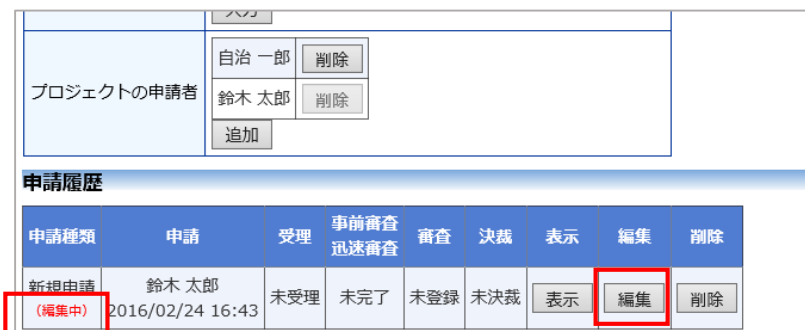 入力
プロジェクトの申請者
自治 一郎 削除
鈴木 太郎 削除
追加
申請履歴
申請種類 申請 受理 事前審査 審査 決裁 表示 編集 削除
迅速審査
新規申請 鈴木 太郎 未受理 未完了 未登録 未決裁 表示 編集 削除
(編集中) 2016/02/24 16:43